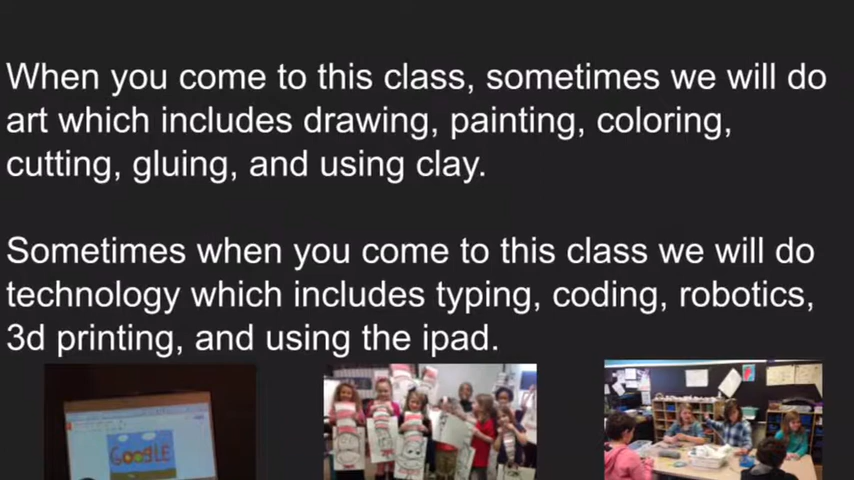 When you come to this class, sometimes we will do
art which includes drawing, painting, coloring,
cutting, gluing, and using clay.
Sometimes when you come to this class we will do
technology which includes typing, coding, robotics,
3d printing, and using the ipad.
GOOGLE